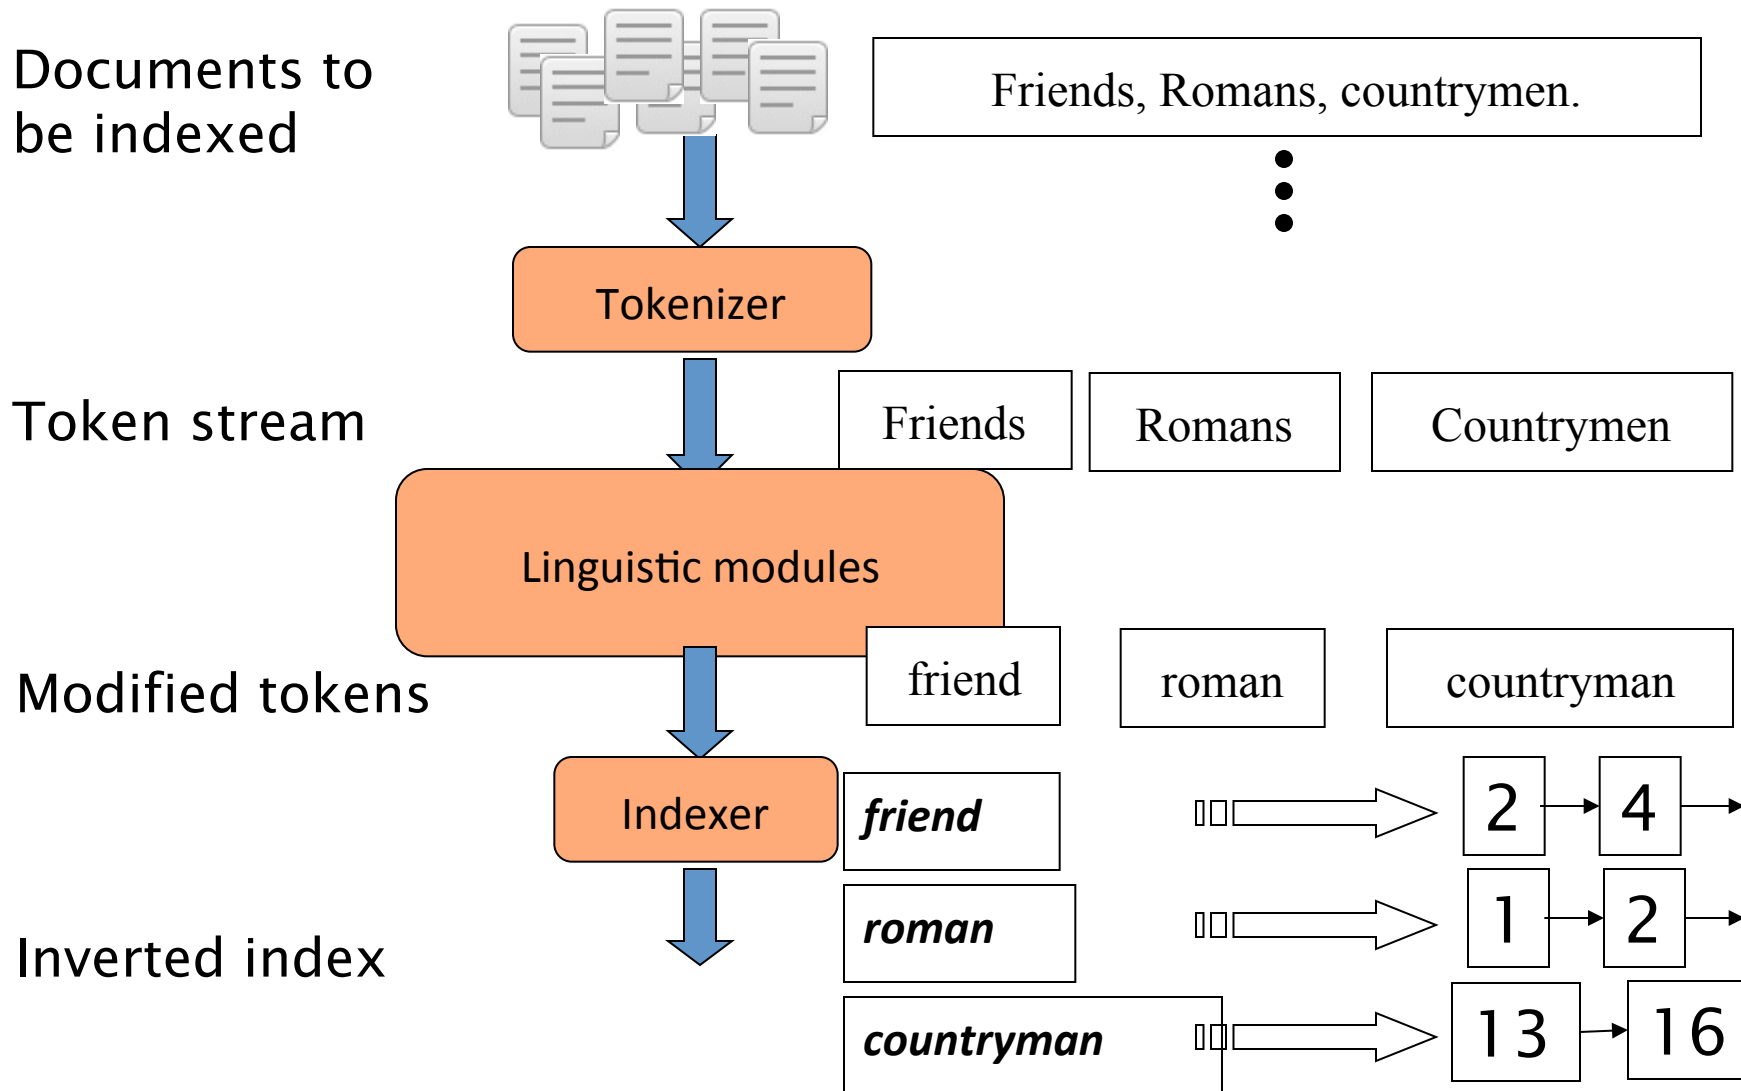 Documents to
be indexed
Friends, Romans, countrymen.
Tokenizer
Token stream
Friends
Romans
Countrymen
Linguistic modules
Modified tokens
friend
roman
countryman
Indexer
friend
2
4
roman
1
2
Inverted index
countryman
13
16